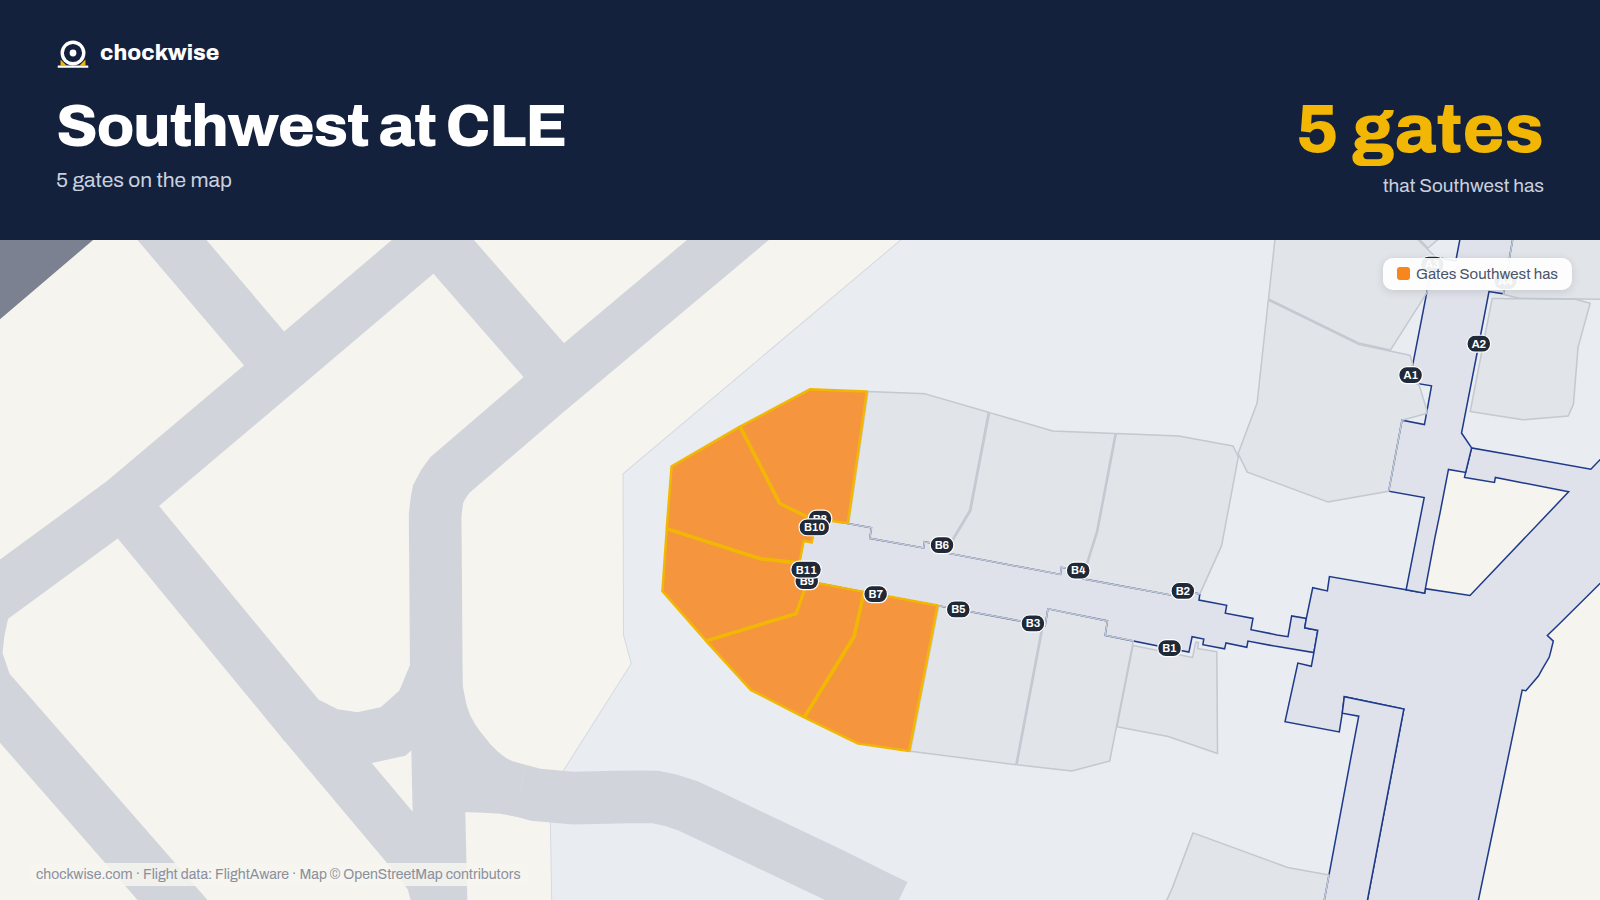 chockwise
Southwest at CLE
5 gates on the map
5 gates
that Southwest has
Gates Southwest has
A2
A1
B8
B10
B6
B11
B9
B4
B7
B2
B5
B3
B1
chockwise.com · Flight data: FlightAware · Map © OpenStreetMap contributors